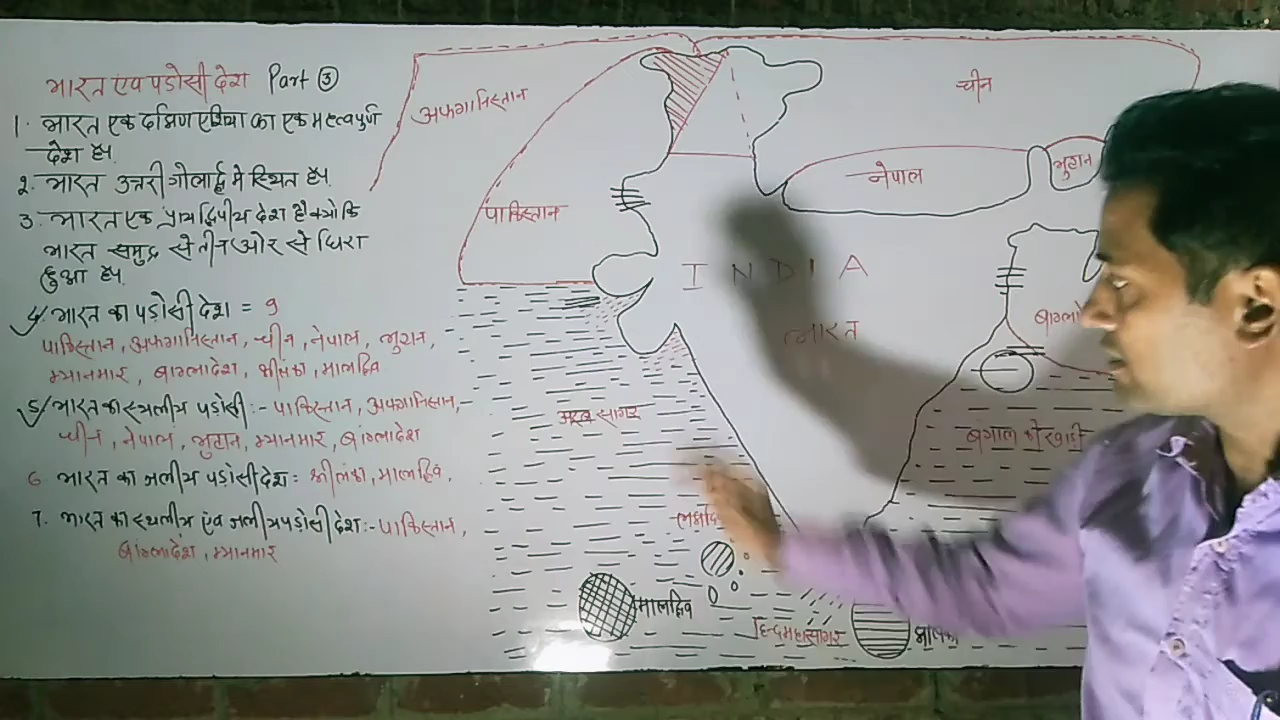 भारत एवं पडोसी देश Part ③
1. भारत एक दक्षिण एशिया का एक महत्वपुर्ण
देश है।
2. भारत उत्तरी गोलार्द्ध मे स्थित है।
3. भारत एक प्रायद्विपीय देश है क्योकि
भारत समुद्र से तीन ओर से घिरा
हुआ है।
4. भारत का पडोसी देश = 9
पाकिस्तान, अफगानिस्तान, चीन, नेपाल, भुटान,
म्यानमार, बाग्लादेश, श्रीलंका, मालद्विव
5. भारत का स्थलीय पडोसी :- पाकिस्तान, अफगानिस्तान,
चीन, नेपाल, भुटान, म्यानमार, बांग्लादेश
6 भारत का जलीय पडोसी देश : श्रीलंका, मालद्विव,
7. भारत का स्थलीय एंव जलीय पडोसी देश :- पाकिस्तान,
बांग्लादेश, म्यानमार
अफगानिस्तान
चीन
नेपाल
भुटान
पाकिस्तान
INDIA
भारत
अरब सागर
बंगाल की खाड़ी
मालद्विव
हिन्दमहासागर